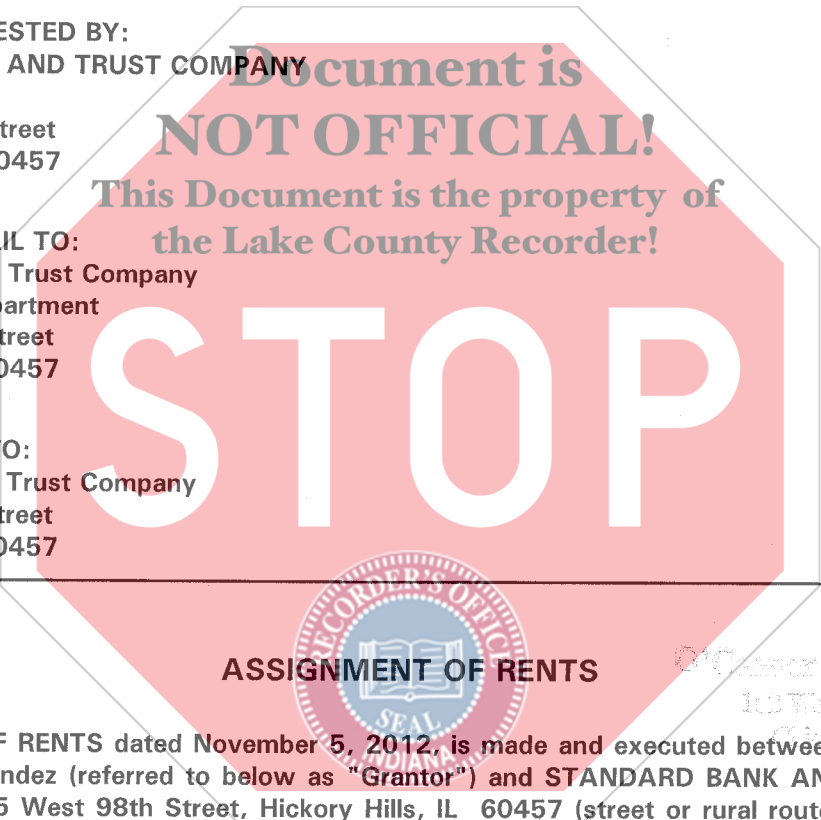 ESTED BY:
AND TRUST COMPANY
Document is
NOT OFFICIAL!
This Document is the property of
the Lake County Recorder!
treet
0457
IL TO:
Trust Company
partment
treet
0457
STOP
TO:
Trust Company
treet
0457
RECORDER'S OFFICE
SEAL
INDIANA
ASSIGNMENT OF RENTS
O'Connor
F RENTS dated November 5, 2012, is made and executed betwee
ndez (referred to below as "Grantor") and STANDARD BANK AN
5 West 98th Street, Hickory Hills, IL 60457 (street or rural route